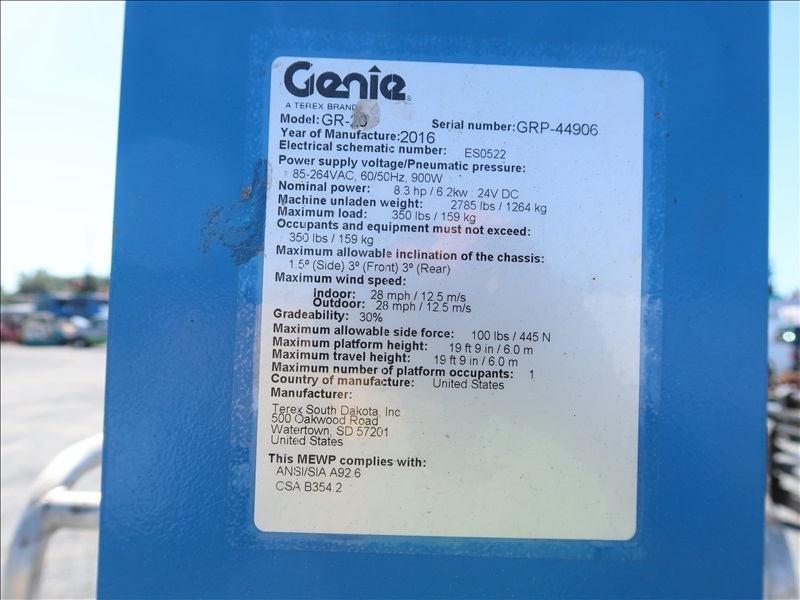 Genie
A TEREX BRAND
Model: GR-20 Serial number: GRP-44906
Year of Manufacture: 2016
Electrical schematic number: ES0522
Power supply voltage/Pneumatic pressure:
85-264VAC, 60/50Hz, 900W
Nominal power: 8.3 hp / 6.2kw : 24V DC
Machine unladen weight: 2785 lbs / 1264 kg
Maximum load: 350 lbs / 159 kg
Occupants and equipment must not exceed:
350 lbs / 159 kg
Maximum allowable inclination of the chassis:
1.5º (Side) 3º (Front) 3º (Rear)
Maximum wind speed:
Indoor: 28 mph / 12.5 m/s
Outdoor: 28 mph / 12.5 m/s
Gradeability: 30%
Maximum allowable side force: 100 lbs / 445 N
Maximum platform height: 19 ft 9 in / 6.0 m
Maximum travel height: 19 ft 9 in / 6.0 m
Maximum number of platform occupants: 1
Country of manufacture: United States
Manufacturer:
Terex South Dakota, Inc
500 Oakwood Road
Watertown, SD 57201
United States
This MEWP complies with:
ANSI/SIA A92.6
CSA B354.2